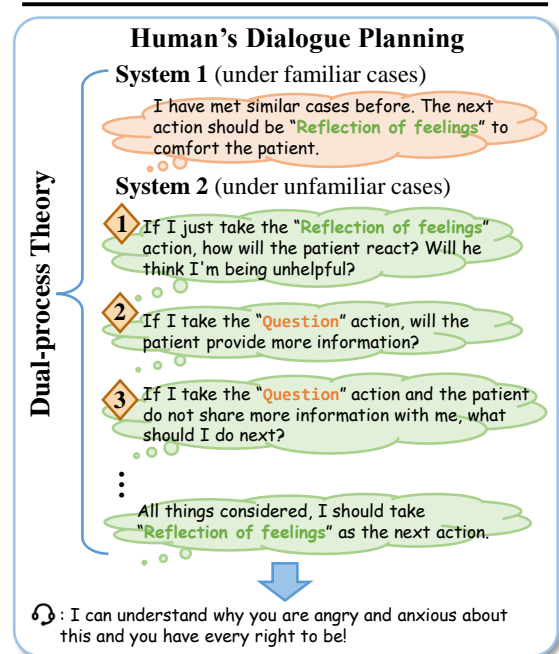 Human's Dialogue Planning
System 1 (under familiar cases)
I have met similar cases before. The next
action should be “Reflection of feelings” to
comfort the patient.
System 2 (under unfamiliar cases)
1
If I just take the “Reflection of feelings”
action, how will the patient react? Will he
think I'm being unhelpful?
2
If I take the “Question” action, will the
patient provide more information?
3
If I take the “Question” action and the patient
do not share more information with me, what
should I do next?
⋮
All things considered, I should take
“Reflection of feelings” as the next action.
Dual-process Theory
: I can understand why you are angry and anxious about
this and you have every right to be!